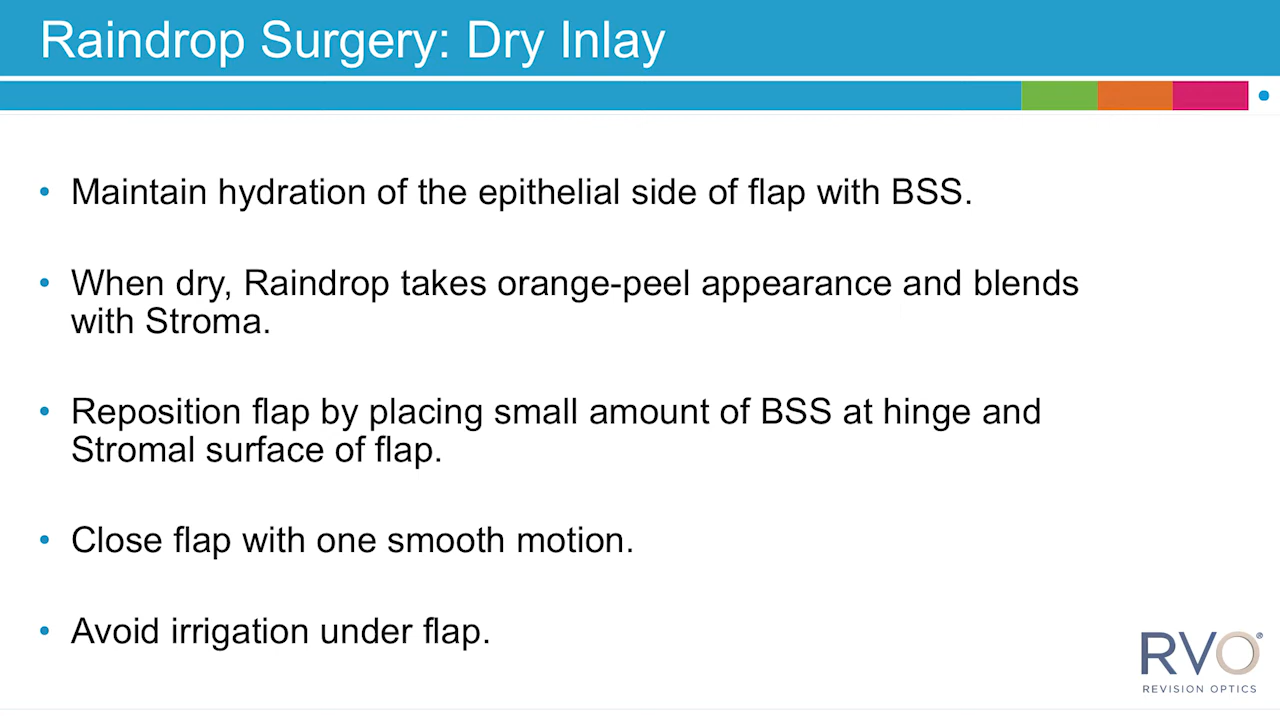 Raindrop Surgery: Dry Inlay
• Maintain hydration of the epithelial side of flap with BSS.
• When dry, Raindrop takes orange-peel appearance and blends
with Stroma.
• Reposition flap by placing small amount of BSS at hinge and
Stromal surface of flap.
• Close flap with one smooth motion.
• Avoid irrigation under flap.
RVO®
REVISION OPTICS